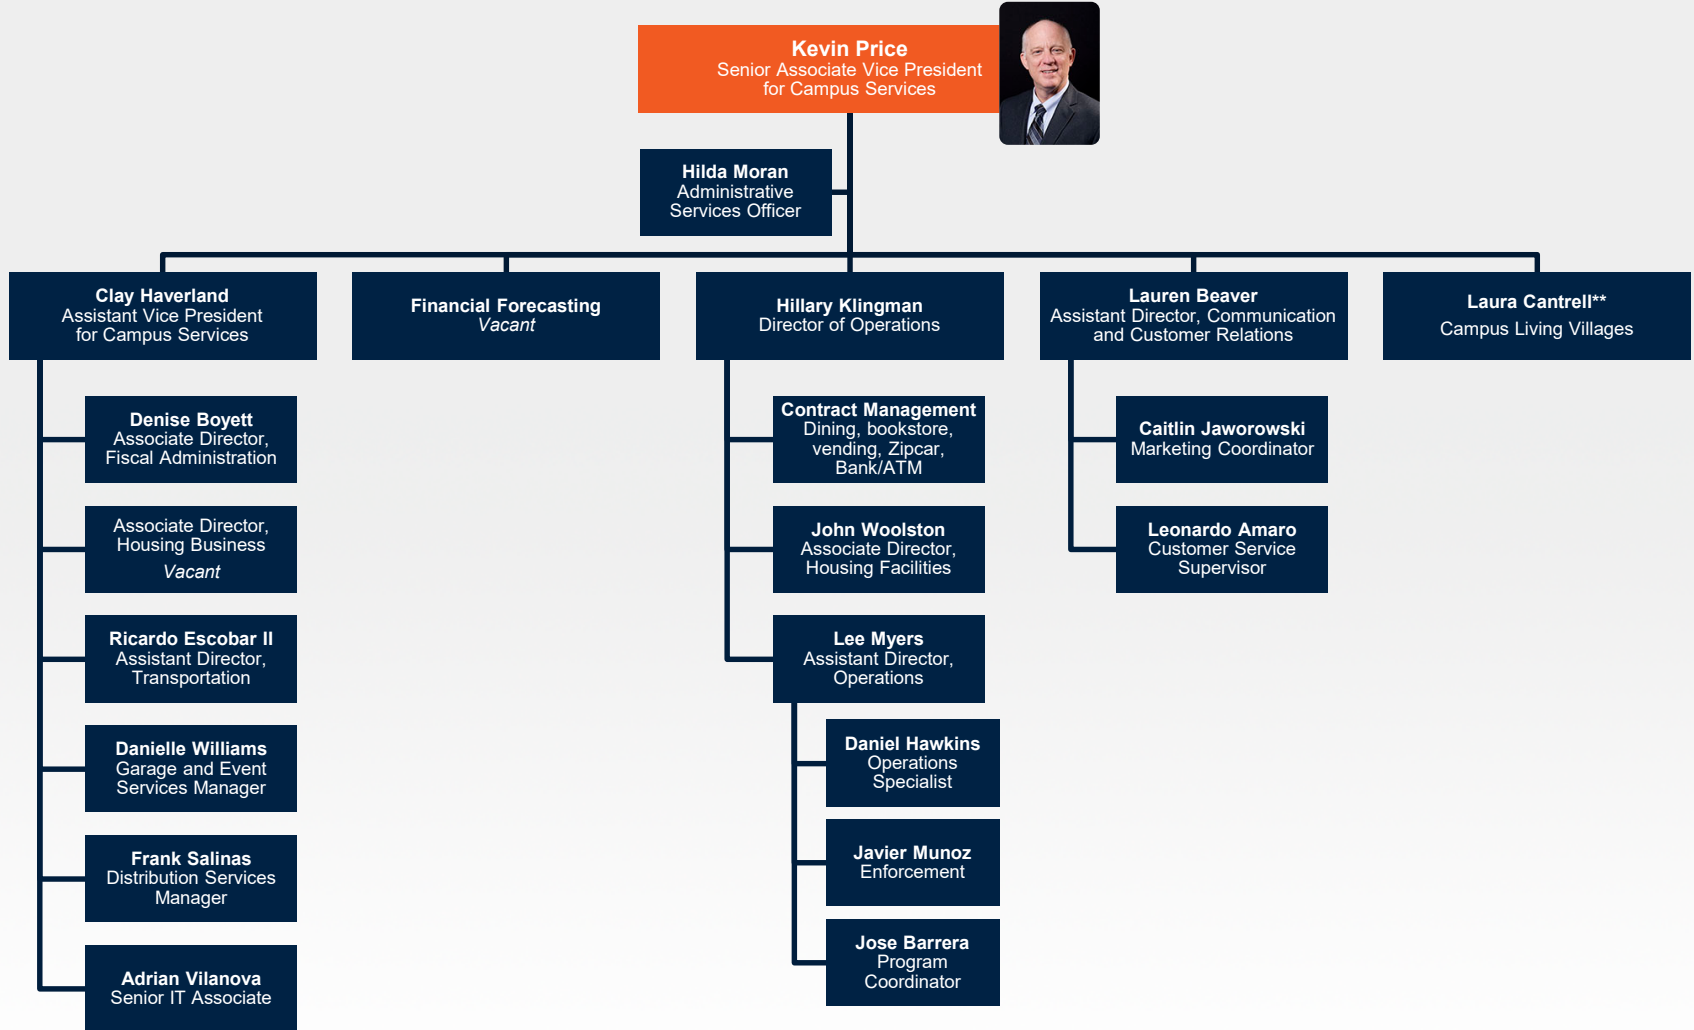 Kevin Price
Senior Associate Vice President
for Campus Services
Hilda Moran
Administrative
Services Officer
Clay Haverland
Assistant Vice President
for Campus Services
Financial Forecasting
Vacant
Hillary Klingman
Director of Operations
Lauren Beaver
Assistant Director, Communication
and Customer Relations
Laura Cantrell**
Campus Living Villages
Denise Boyett
Associate Director,
Fiscal Administration
Associate Director,
Housing Business
Vacant
Ricardo Escobar II
Assistant Director,
Transportation
Danielle Williams
Garage and Event
Services Manager
Frank Salinas
Distribution Services
Manager
Adrian Vilanova
Senior IT Associate
Contract Management
Dining, bookstore,
vending, Zipcar,
Bank/ATM
John Woolston
Associate Director,
Housing Facilities
Lee Myers
Assistant Director,
Operations
Daniel Hawkins
Operations
Specialist
Javier Munoz
Enforcement
Jose Barrera
Program
Coordinator
Caitlin Jaworowski
Marketing Coordinator
Leonardo Amaro
Customer Service
Supervisor